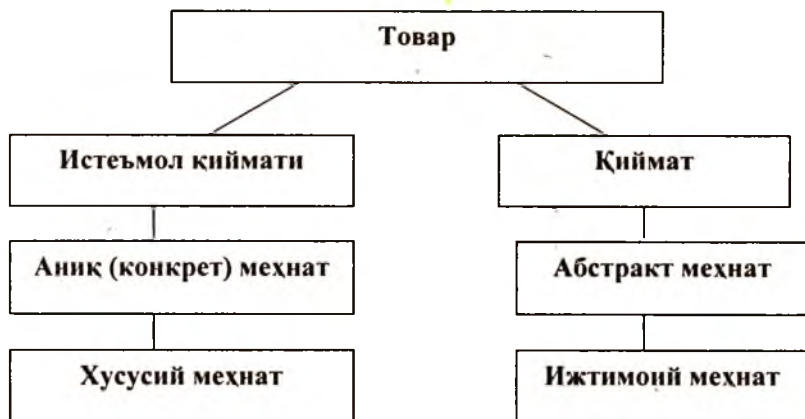 Товар
Истеъмол қиймати
Қиймат
Аниқ (конкрет) меҳнат
Абстракт меҳнат
Хусусий меҳнат
Ижтимоий меҳнат